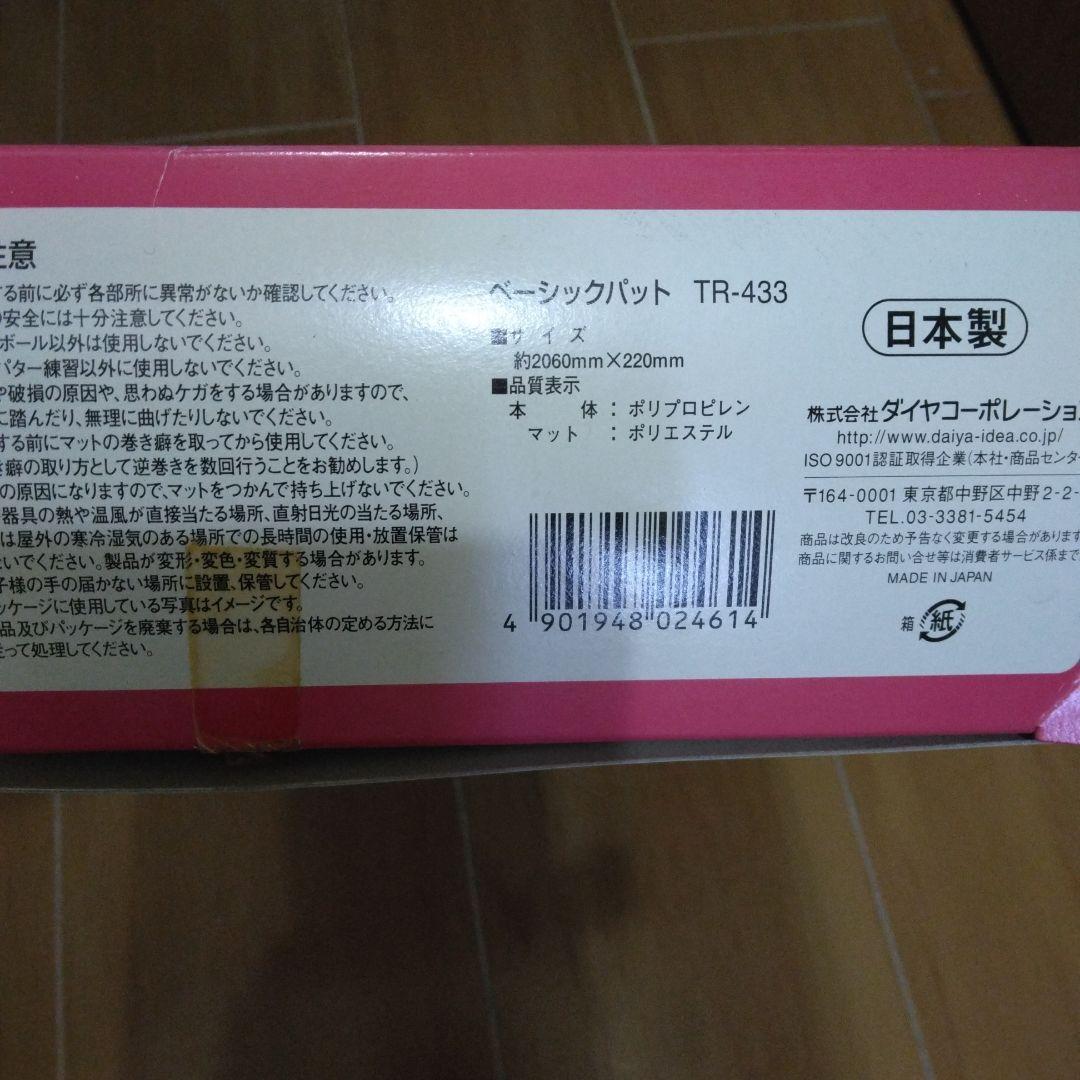 注意
する前に必ず各部所に異常がないか確認してください。
の安全には十分注意してください。
ボール以外は使用しないでください。
パター練習以外に使用しないでください。
や破損の原因や、思わぬケガをする場合がありますので、
に踏んだり、無理に曲げたりしないでください。
する前にマットの巻き癖を取ってから使用してください。
き癖の取り方として逆巻きを数回行うことをお勧めします。)
の原因になりますので、マットをつかんで持ち上げないでください。
器具の熱や温風が直接当たる場所、直射日光の当たる場所、
は屋外の寒冷湿気のある場所での長時間の使用・放置保管は
ないでください。製品が変形・変色・変質する場合があります。
子様の手の届かない場所に設置、保管してください。
ッケージに使用している写真はイメージです。
品及びパッケージを廃棄する場合は、各自治体の定める方法に
従って処理してください。
ベーシックパット TR-433
■サイズ
約2060mm×220mm
■品質表示
本 体 : ポリプロピレン
マット : ポリエステル
4 901948 024614
日本製
株式会社ダイヤコーポレーション
http://www.daiya-idea.co.jp/
ISO 9001認証取得企業(本社・商品センター
〒164-0001 東京都中野区中野2-2-
TEL.03-3381-5454
商品は改良のため予告なく変更する場合があります
商品に関するお問い合せ等は消費者サービス係まで
MADE IN JAPAN
箱 紙